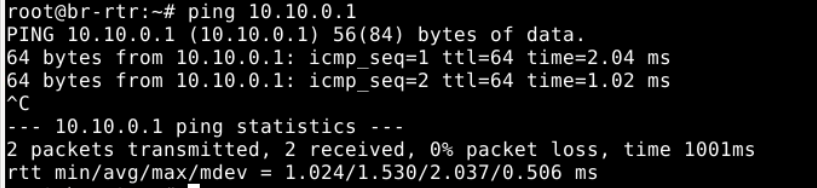 root@br-rtr:~# ping 10.10.0.1
PING 10.10.0.1 (10.10.0.1) 56(84) bytes of data.
64 bytes from 10.10.0.1: icmp_seq=1 ttl=64 time=2.04 ms
64 bytes from 10.10.0.1: icmp_seq=2 ttl=64 time=1.02 ms
^C
--- 10.10.0.1 ping statistics ---
2 packets transmitted, 2 received, 0% packet loss, time 1001ms
rtt min/avg/max/mdev = 1.024/1.530/2.037/0.506 ms